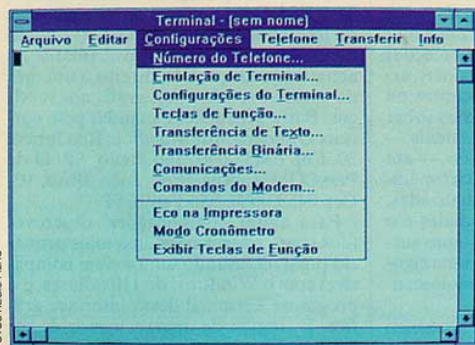 Terminal - (sem nome)
Arquivo Editar Configurações Telefone Transferir Info
Número do Telefone...
Emulação de Terminal...
Configurações do Terminal...
Teclas de Função...
Transferência de Texto...
Transferência Binária...
Comunicações...
Comandos do Modem...
Eco na Impressora
Modo Cronômetro
Exibir Teclas de Função